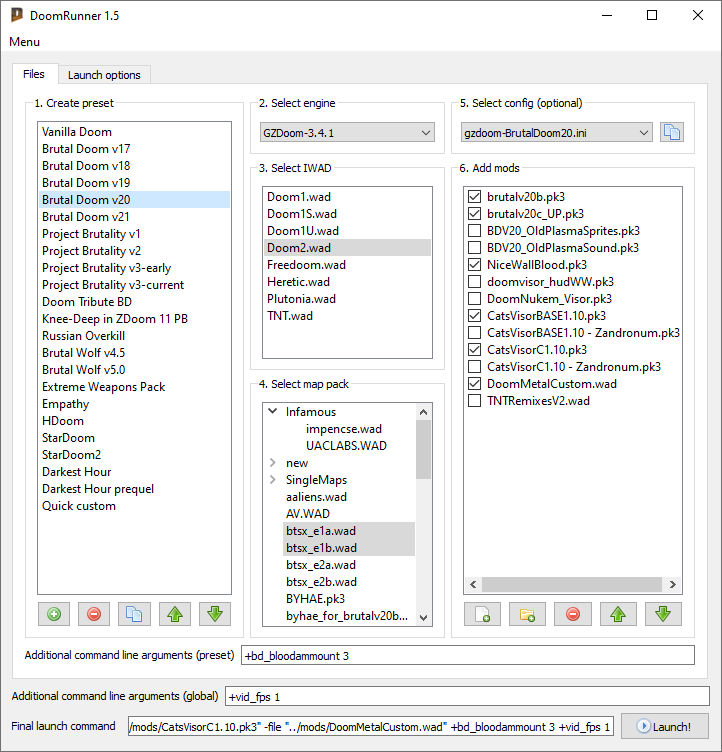 DoomRunner 1.5
Menu
Files
Launch options
1. Create preset
Vanilla Doom
Brutal Doom v17
Brutal Doom v18
Brutal Doom v19
Brutal Doom v20
Brutal Doom v21
Project Brutality v1
Project Brutality v2
Project Brutality v3-early
Project Brutality v3-current
Doom Tribute BD
Knee-Deep in ZDoom 11 PB
Russian Overkill
Brutal Wolf v4.5
Brutal Wolf v5.0
Extreme Weapons Pack
Empathy
HDoom
StarDoom
StarDoom2
Darkest Hour
Darkest Hour prequel
Quick custom
2. Select engine
GZDoom-3.4.1
3. Select IWAD
Doom1.wad
Doom1S.wad
Doom1U.wad
Doom2.wad
Freedoom.wad
Heretic.wad
Plutonia.wad
TNT.wad
4. Select map pack
Infamous
impencse.wad
UACLABS.WAD
new
SingleMaps
aaliens.wad
AV.WAD
btsx_e1a.wad
btsx_e1b.wad
btsx_e2a.wad
btsx_e2b.wad
BYHAE.pk3
byhae_for_brutalv20b...
5. Select config (optional)
gzdoom-BrutalDoom20.ini
6. Add mods
brutalv20b.pk3
brutalv20c_UP.pk3
BDV20_OldPlasmaSprites.pk3
BDV20_OldPlasmaSound.pk3
NiceWallBlood.pk3
doomvisor_hudWW.pk3
DoomNukem_Visor.pk3
CatsVisorBASE1.10.pk3
CatsVisorBASE1.10 - Zandronum.pk3
CatsVisorC1.10.pk3
CatsVisorC1.10 - Zandronum.pk3
DoomMetalCustom.wad
TNTRemixesV2.wad
Additional command line arguments (preset)
+bd_bloodammount 3
Additional command line arguments (global)
+vid_fps 1
Final launch command
/mods/CatsVisorC1.10.pk3" -file "../mods/DoomMetalCustom.wad" +bd_bloodammount 3 +vid_fps 1
Launch!